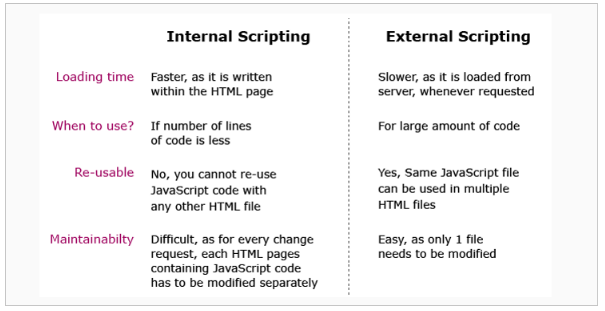 Internal Scripting
External Scripting
Loading time
Faster, as it is written
within the HTML page
Slower, as it is loaded from
server, whenever requested
When to use?
If number of lines
of code is less
For large amount of code
Re-usable
No, you cannot re-use
JavaScript code with
any other HTML file
Yes, Same JavaScript file
can be used in multiple
HTML files
Maintainabilty
Difficult, as for every change
request, each HTML pages
containing JavaScript code
has to be modified separately
Easy, as only 1 file
needs to be modified